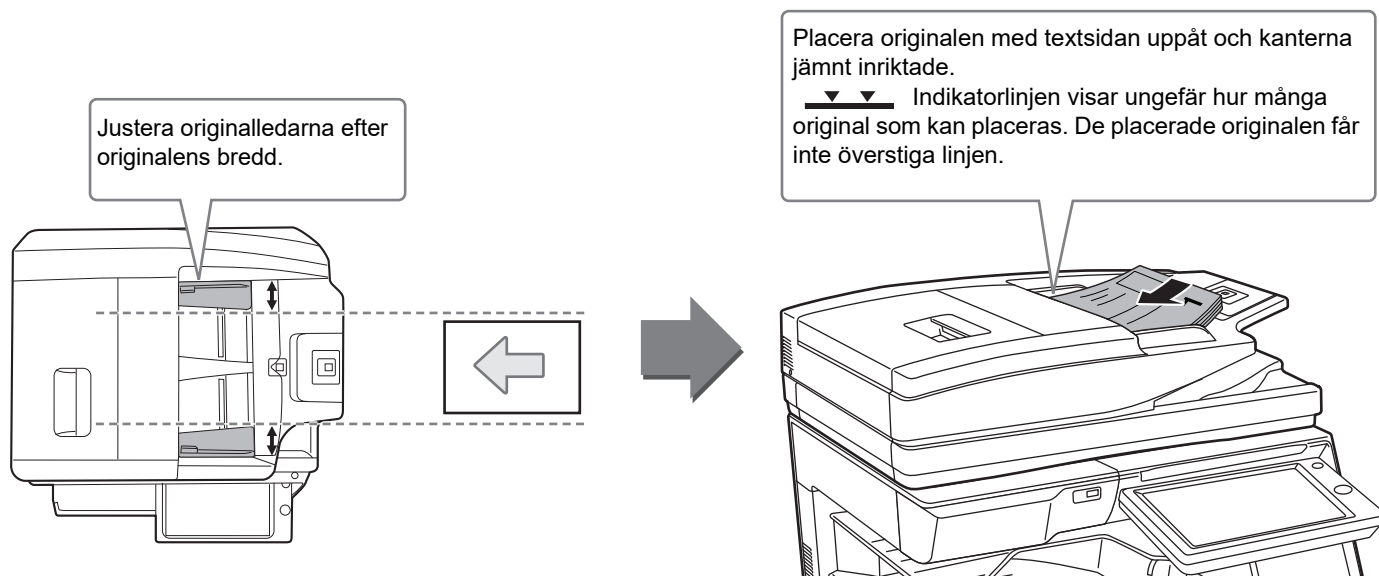 Justera originalledarna efter
originalens bredd.
Placera originalen med textsidan uppåt och kanterna
jämnt inriktade.
Indikatorlinjen visar ungefär hur många
original som kan placeras. De placerade originalen får
inte överstiga linjen.
1